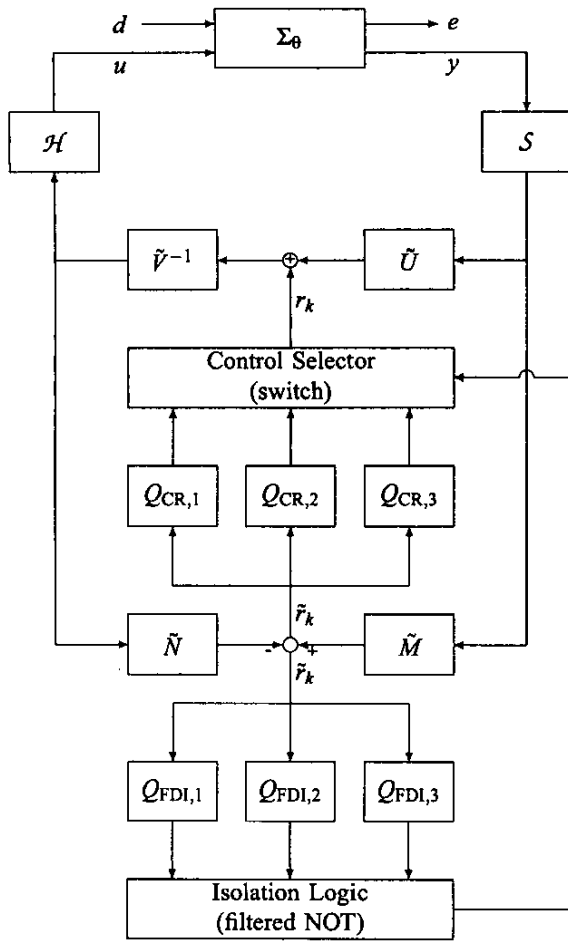 d
Σ_θ
e
u
y
ℋ
𝒮
Ṽ⁻¹
+
Ũ
r_k
Control Selector
(switch)
Q_CR,1
Q_CR,2
Q_CR,3
r̃_k
Ñ
-
+
M̃
r̃_k
Q_FDI,1
Q_FDI,2
Q_FDI,3
Isolation Logic
(filtered NOT)